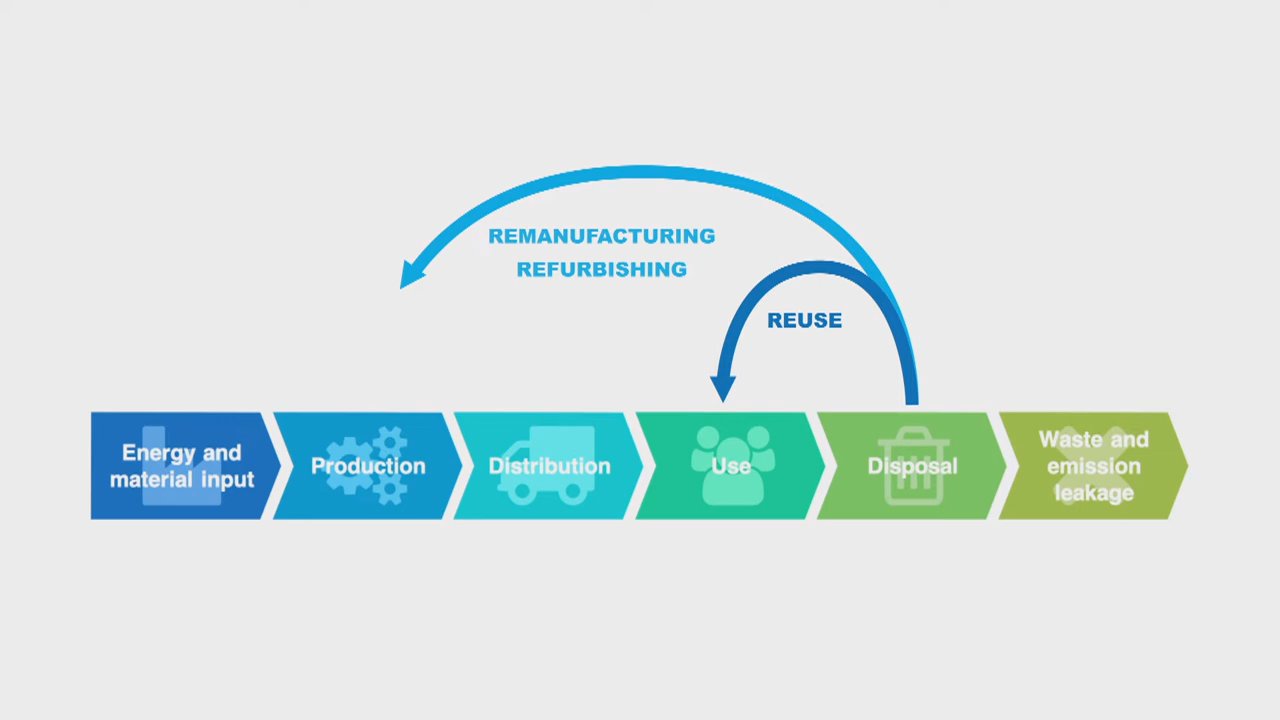 REMANUFACTURING
REFURBISHING
REUSE
Energy and
material input
Production
Distribution
Use
Disposal
Waste and
emission
leakage